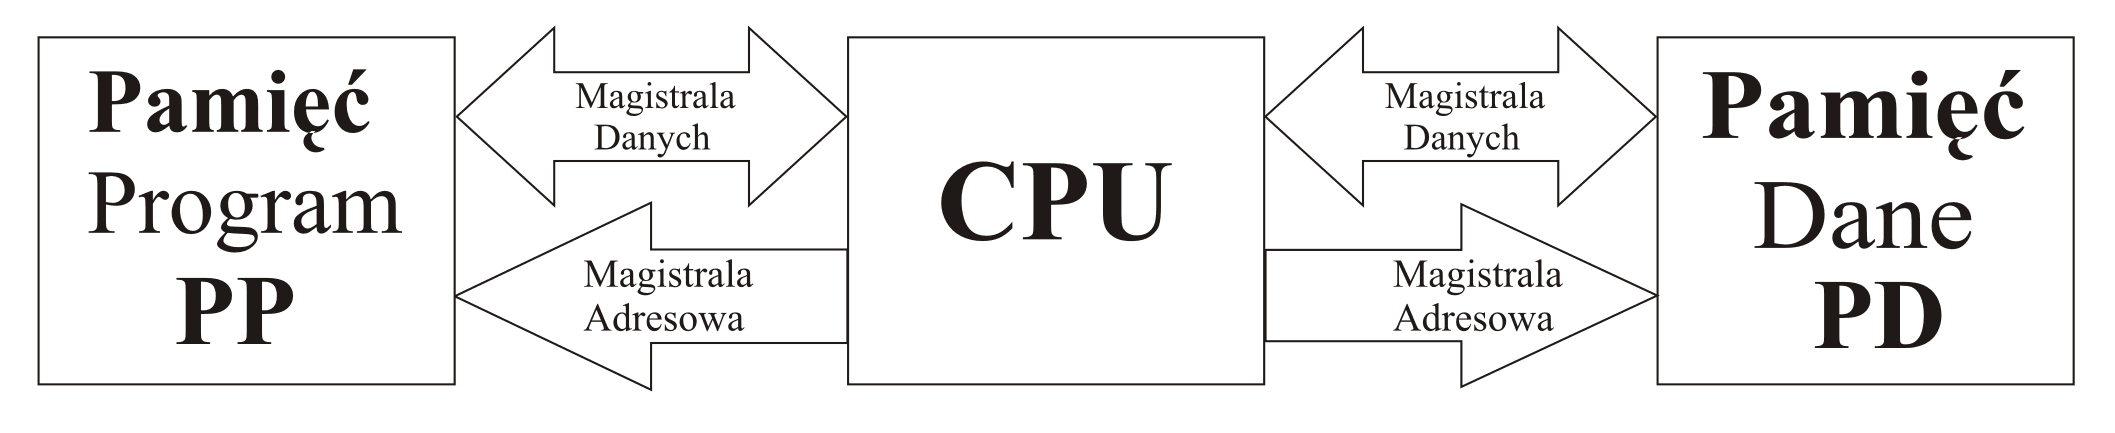 Pamięć
Program
PP
Magistrala
Danych
Magistrala
Adresowa
CPU
Magistrala
Danych
Magistrala
Adresowa
Pamięć
Dane
PD